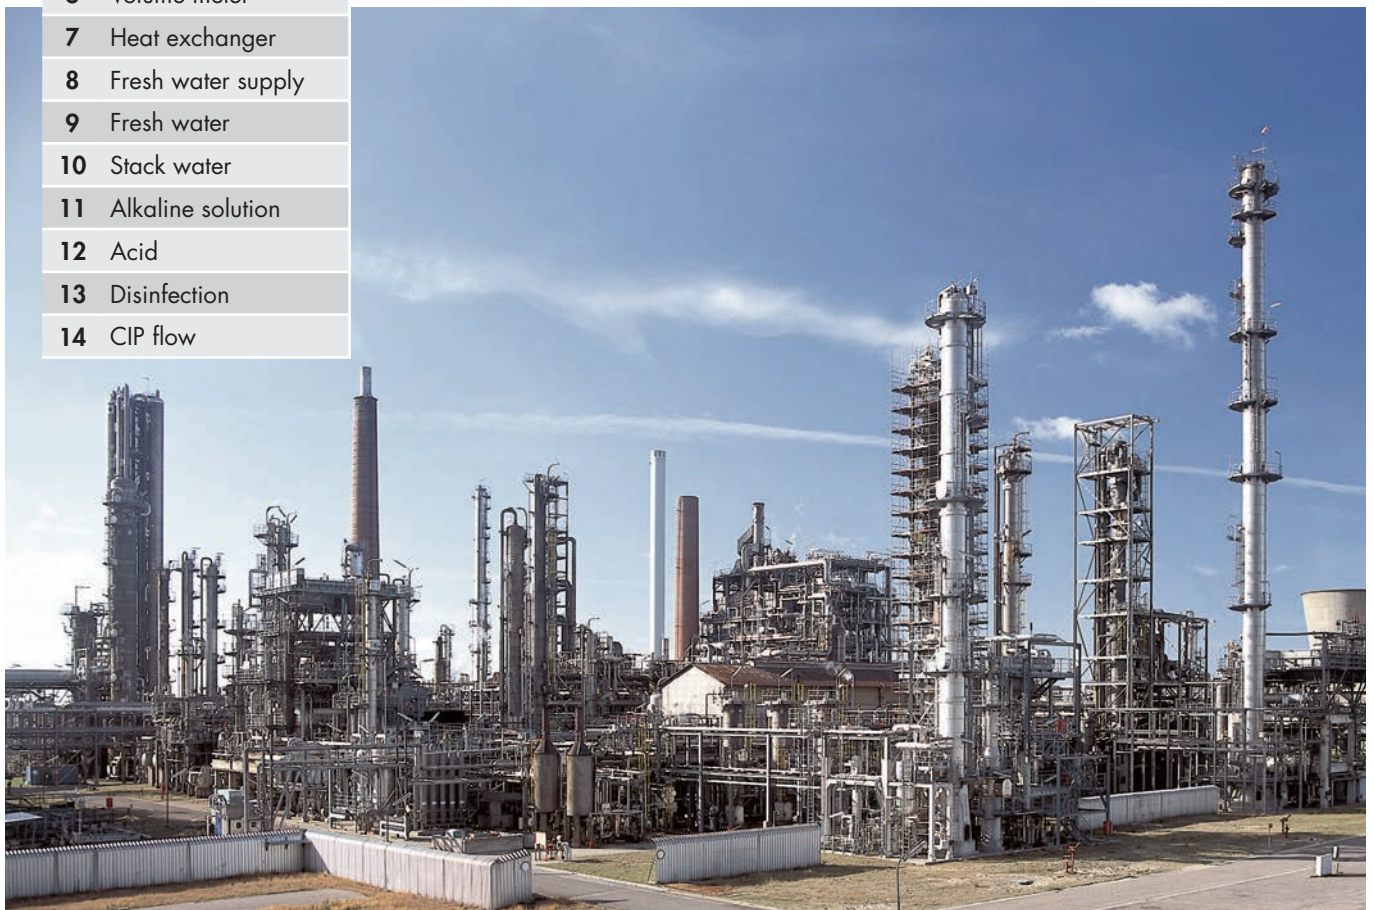 7 Heat exchanger
8 Fresh water supply
9 Fresh water
10 Stack water
11 Alkaline solution
12 Acid
13 Disinfection
14 CIP flow